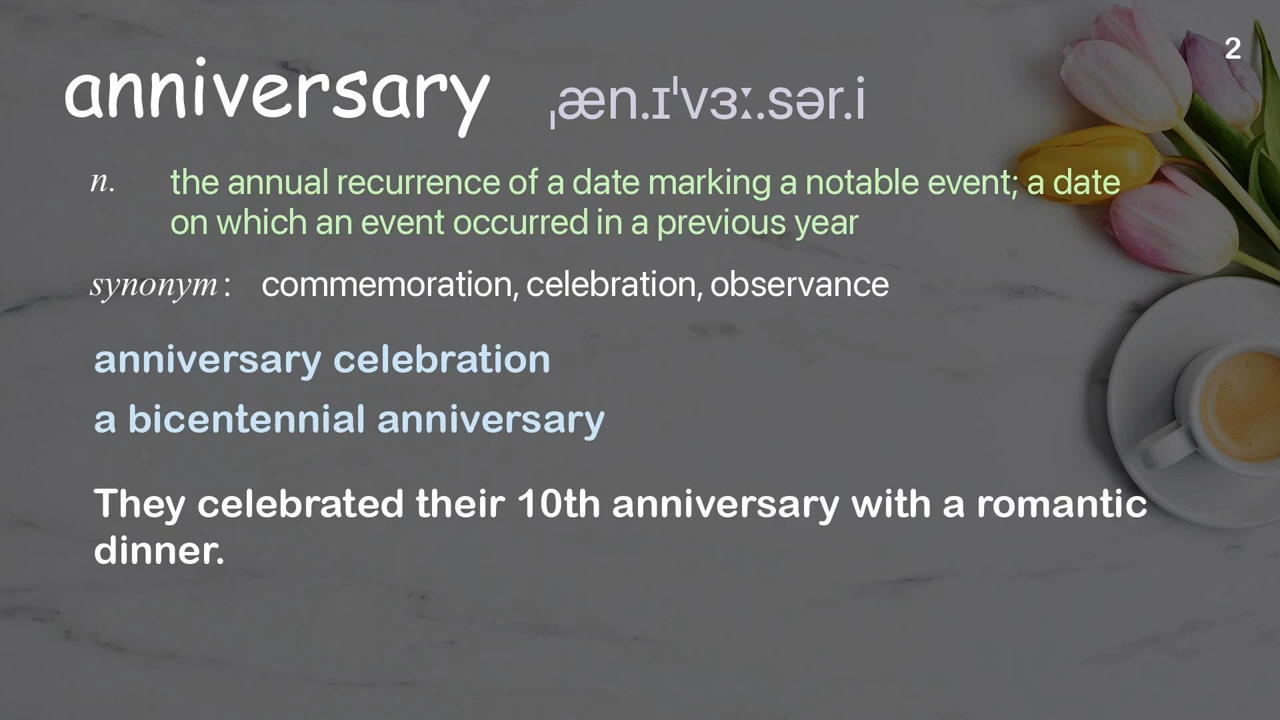 2
anniversary ˌæn.ɪˈvɜː.sər.i
n. the annual recurrence of a date marking a notable event; a date
on which an event occurred in a previous year
synonym: commemoration, celebration, observance
anniversary celebration
a bicentennial anniversary
They celebrated their 10th anniversary with a romantic
dinner.